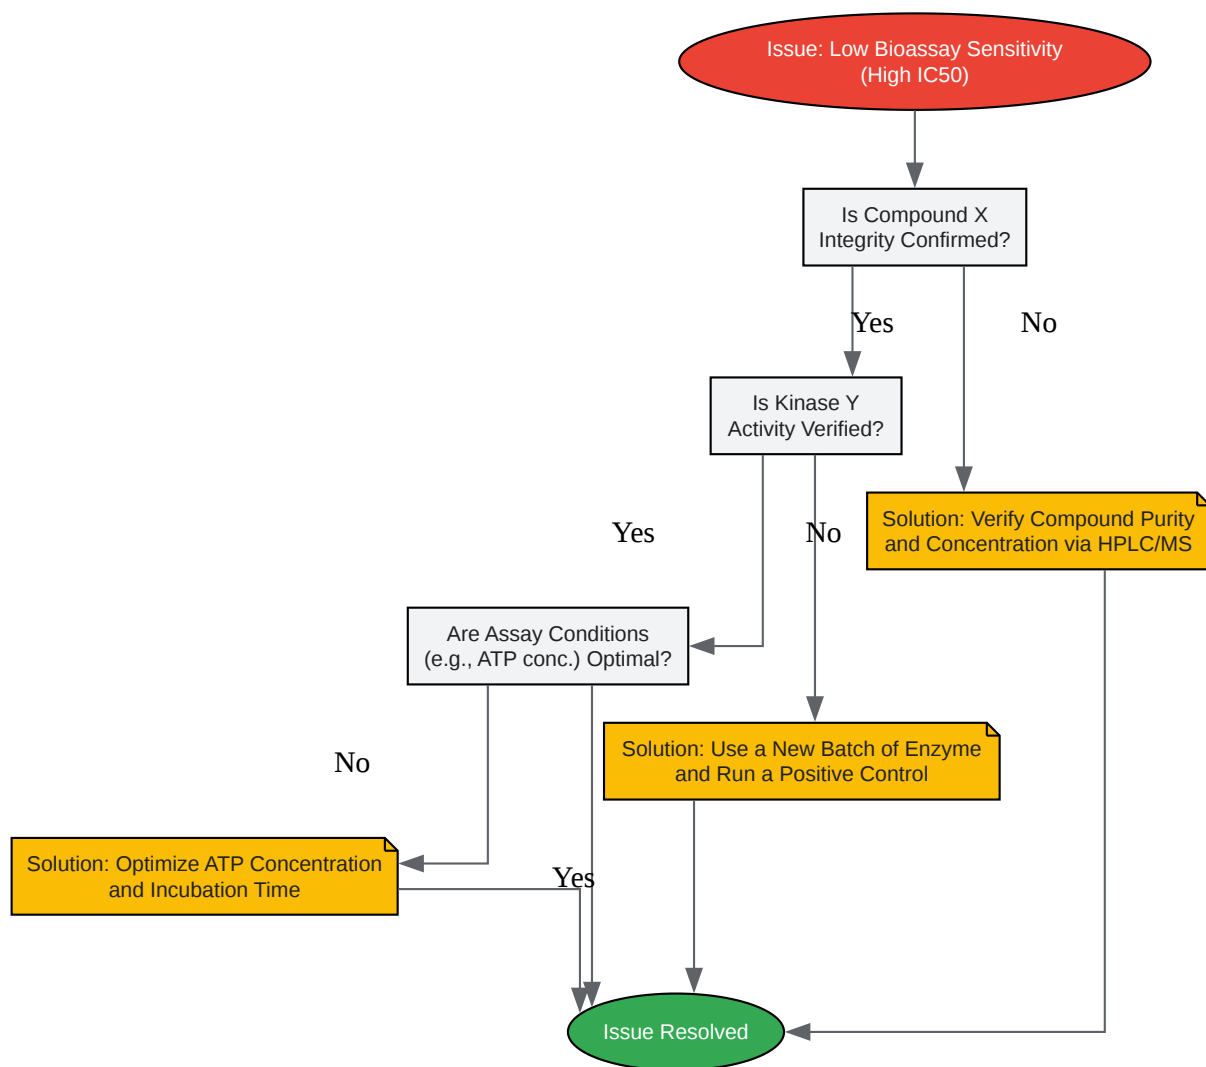 Issue: Low Bioassay Sensitivity
(High IC50)
Is Compound X
Integrity Confirmed?
Yes
No
Is Kinase Y
Activity Verified?
Solution: Verify Compound Purity
and Concentration via HPLC/MS
Yes
No
Are Assay Conditions
(e.g., ATP conc.) Optimal?
Solution: Use a New Batch of Enzyme
and Run a Positive Control
No
Solution: Optimize ATP Concentration
and Incubation Time
Yes
Issue Resolved